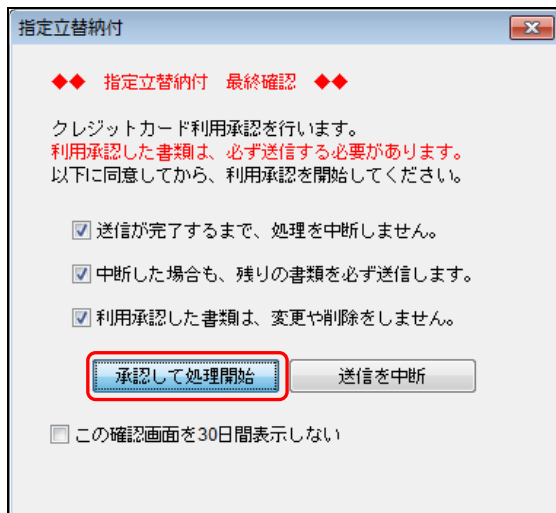 指定立替納付
◆◆ 指定立替納付 最終確認 ◆◆
クレジットカード利用承認を行います。
利用承認した書類は、必ず送信する必要があります。
以下に同意してから、利用承認を開始してください。
送信が完了するまで、処理を中断しません。
中断した場合も、残りの書類を必ず送信します。
利用承認した書類は、変更や削除をしません。
承認して処理開始 送信を中断
この確認画面を30日間表示しない